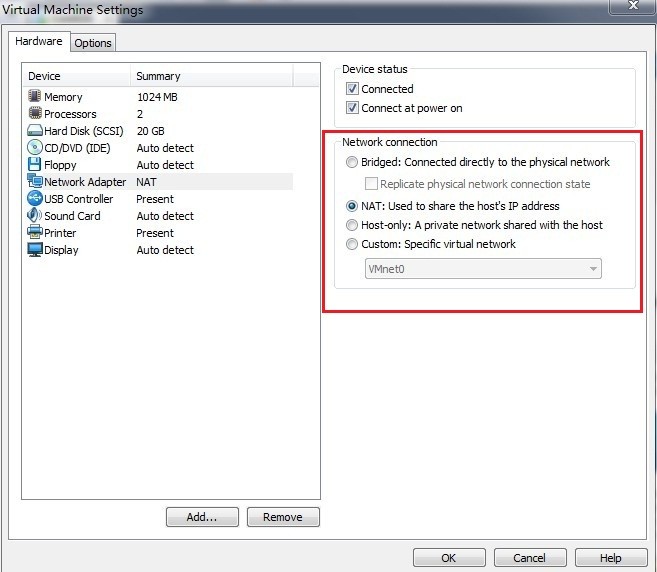 Virtual Machine Settings
Hardware
Options
Device Summary
Memory 1024 MB
Processors 2
Hard Disk (SCSI) 20 GB
CD/DVD (IDE) Auto detect
Floppy Auto detect
Network Adapter NAT
USB Controller Present
Sound Card Auto detect
Printer Present
Display Auto detect
Add...
Remove
Device status
Connected
Connect at power on
Network connection
Bridged: Connected directly to the physical network
Replicate physical network connection state
NAT: Used to share the host's IP address
Host-only: A private network shared with the host
Custom: Specific virtual network
VMnet0
OK
Cancel
Help